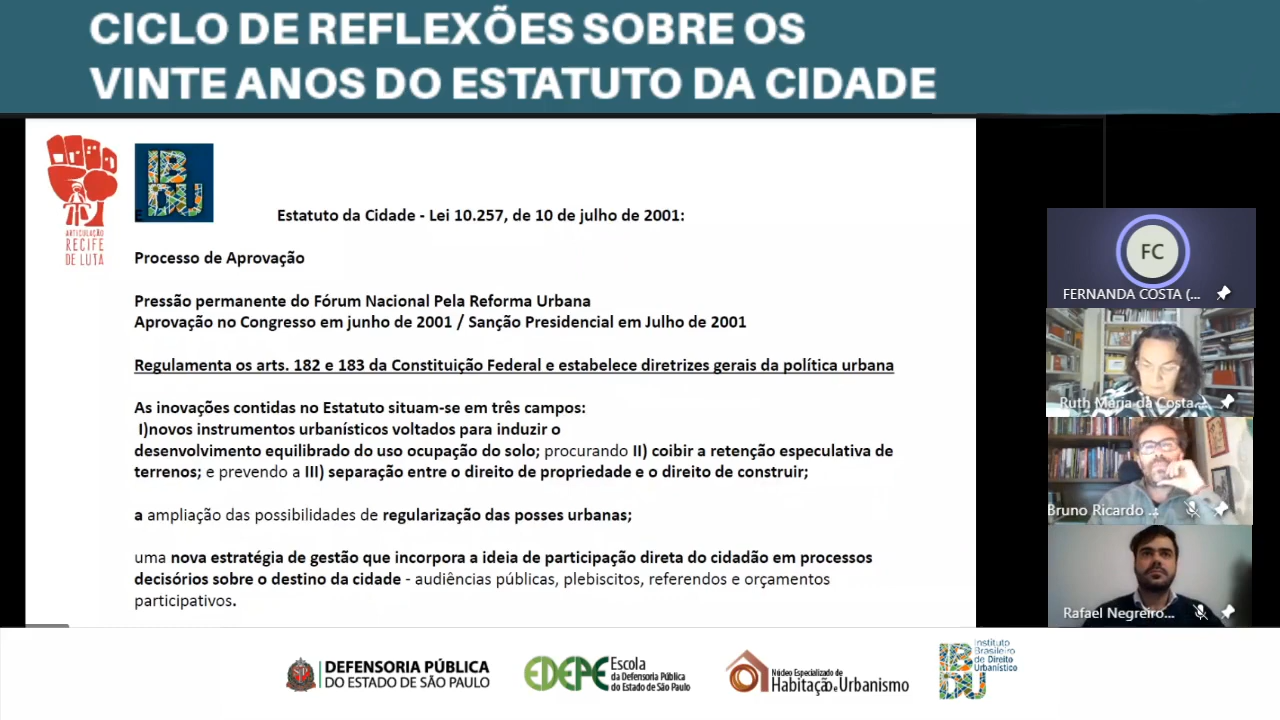 CICLO DE REFLEXÕES SOBRE OS
VINTE ANOS DO ESTATUTO DA CIDADE
ARTICULAÇÃO
RECIFE
DE LUTA
IB
DU
Estatuto da Cidade - Lei 10.257, de 10 de julho de 2001:
Processo de Aprovação
Pressão permanente do Fórum Nacional Pela Reforma Urbana
Aprovação no Congresso em junho de 2001 / Sanção Presidencial em Julho de 2001
Regulamenta os arts. 182 e 183 da Constituição Federal e estabelece diretrizes gerais da política urbana
As inovações contidas no Estatuto situam-se em três campos:
I)novos instrumentos urbanísticos voltados para induzir o
desenvolvimento equilibrado do uso ocupação do solo; procurando II) coibir a retenção especulativa de
terrenos; e prevendo a III) separação entre o direito de propriedade e o direito de construir;
a ampliação das possibilidades de regularização das posses urbanas;
uma nova estratégia de gestão que incorpora a ideia de participação direta do cidadão em processos
decisórios sobre o destino da cidade - audiências públicas, plebiscitos, referendos e orçamentos
participativos.
FC
FERNANDA COSTA (...
Ruth Maria da Costa...
Bruno Ricardo ...
Rafael Negreiro...
DEFENSORIA PÚBLICA
DO ESTADO DE SÃO PAULO
EDEPE
Escola
da Defensoria Pública
do Estado de São Paulo
Núcleo Especializado de
Habitação e Urbanismo
IB
DU
Instituto
Brasileiro
de Direito
Urbanístico